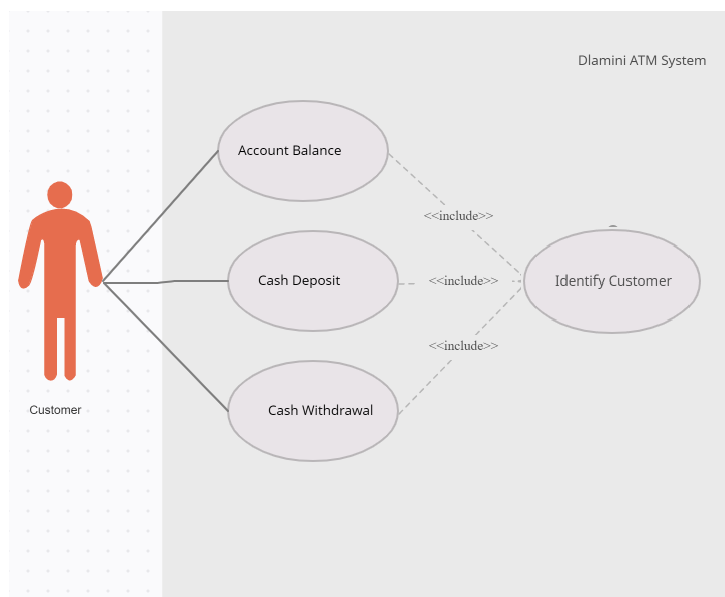 Dlamini ATM System
Account Balance
<<include>>
Cash Deposit
<<include>>
Identify Customer
<<include>>
Customer
Cash Withdrawal